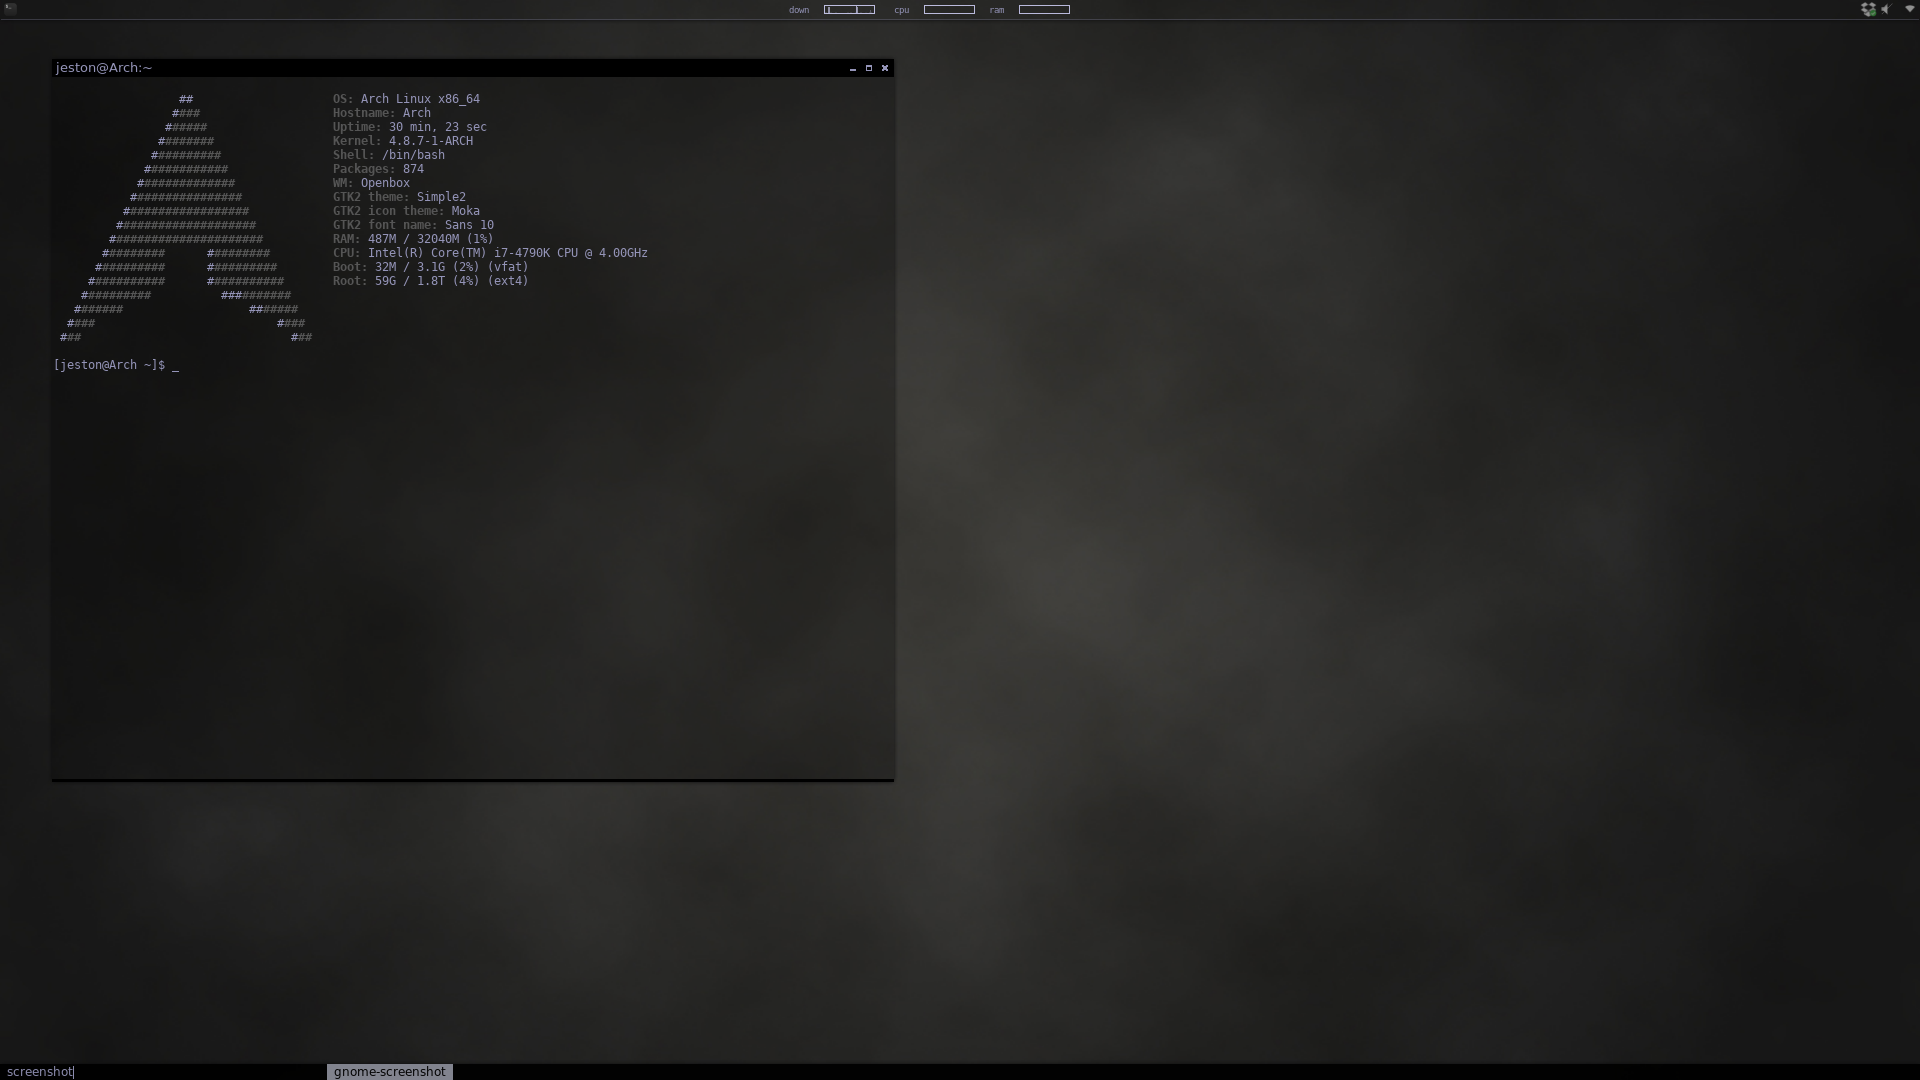 down cpu ram
jeston@Arch:~
OS: Arch Linux x86_64
Hostname: Arch
Uptime: 30 min, 23 sec
Kernel: 4.8.7-1-ARCH
Shell: /bin/bash
Packages: 874
WM: Openbox
GTK2 theme: Simple2
GTK2 icon theme: Moka
GTK2 font name: Sans 10
RAM: 487M / 32040M (1%)
CPU: Intel(R) Core(TM) i7-4790K CPU @ 4.00GHz
Boot: 32M / 3.1G (2%) (vfat)
Root: 59G / 1.8T (4%) (ext4)
[jeston@Arch ~]$ _
screenshot gnome-screenshot